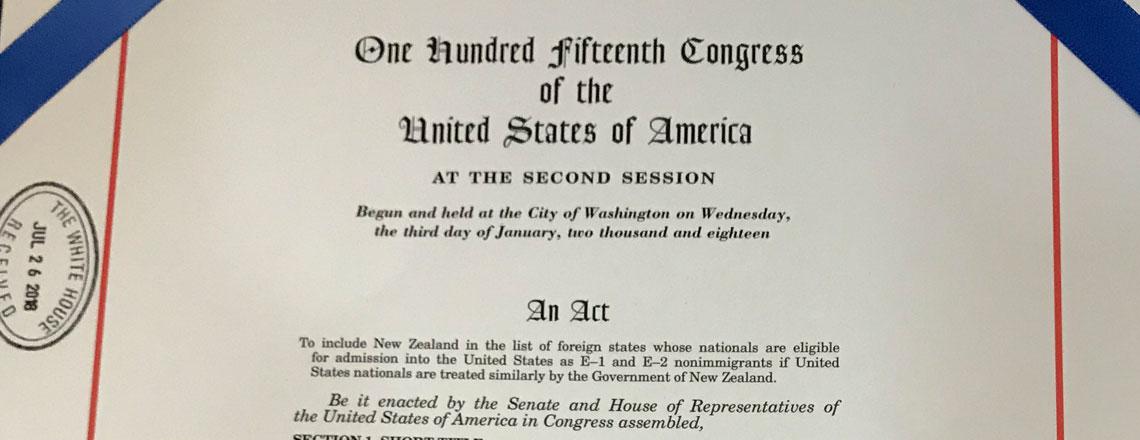 One Hundred Fifteenth Congress
of the
United States of America
AT THE SECOND SESSION
Begun and held at the City of Washington on Wednesday,
the third day of January, two thousand and eighteen
THE WHITE HOUSE
JUL 26 2018
RECEIVED
An Act
To include New Zealand in the list of foreign states whose nationals are eligible
for admission into the United States as E–1 and E–2 nonimmigrants if United
States nationals are treated similarly by the Government of New Zealand.
Be it enacted by the Senate and House of Representatives of
the United States of America in Congress assembled,
SECTION 1. SHORT TITLE